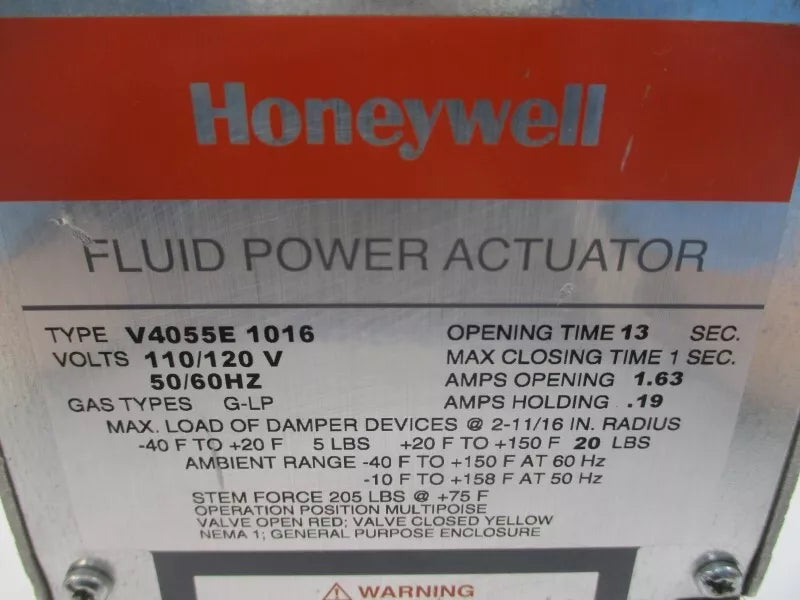 Honeywell
FLUID POWER ACTUATOR
TYPE V4055E 1016 OPENING TIME 13 SEC.
VOLTS 110/120 V MAX CLOSING TIME 1 SEC.
50/60HZ AMPS OPENING 1.63
GAS TYPES G-LP AMPS HOLDING .19
MAX. LOAD OF DAMPER DEVICES @ 2-11/16 IN. RADIUS
-40 F TO +20 F 5 LBS +20 F TO +150 F 20 LBS
AMBIENT RANGE -40 F TO +150 F AT 60 Hz
-10 F TO +158 F AT 50 Hz
STEM FORCE 205 LBS @ +75 F
OPERATION POSITION MULTIPOISE
VALVE OPEN RED; VALVE CLOSED YELLOW
NEMA 1; GENERAL PURPOSE ENCLOSURE
WARNING